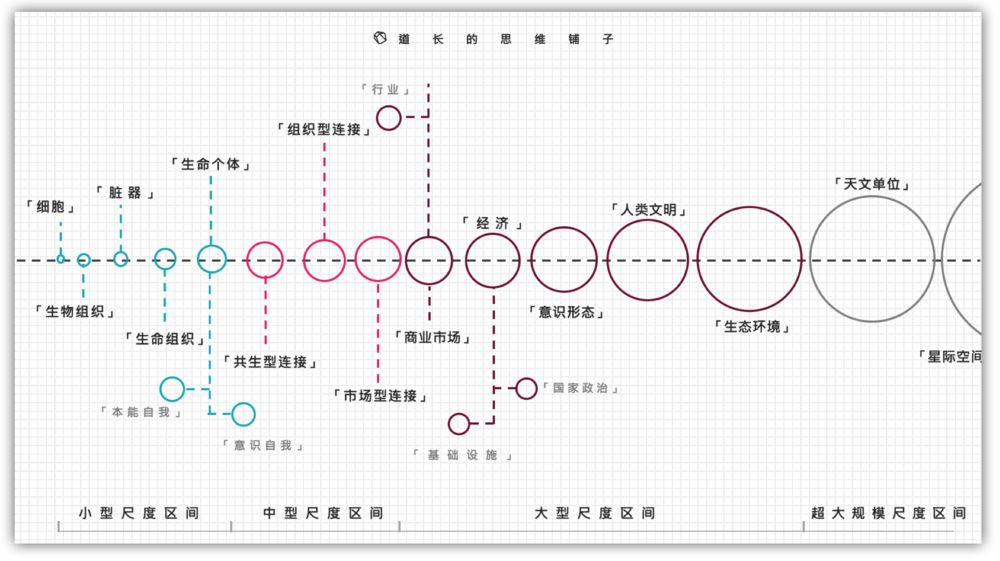 道长的思维铺子
「行业」
「组织型连接」
「生命个体」
「脏器」
「细胞」
「经济」
「人类文明」
「天文单位」
「生物组织」
「生命组织」
「共生型连接」
「市场型连接」
「商业市场」
「意识形态」
「生态环境」
「星际空间
「本能自我」
「意识自我」
「国家政治」
「基础设施」
小型尺度区间
中型尺度区间
大型尺度区间
超大规模尺度区间